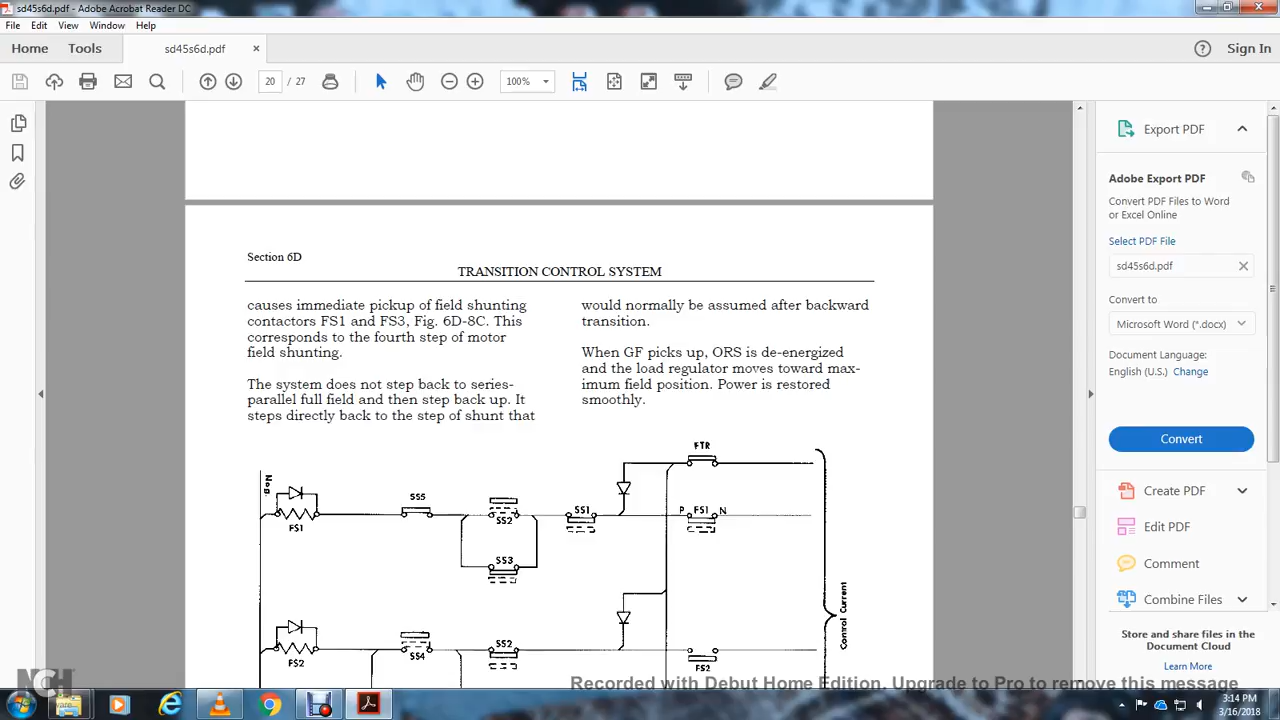 sd45s6d.pdf - Adobe Acrobat Reader DC
File Edit View Window Help
Home Tools sd45s6d.pdf × ? Sign In
20 / 27 100%
Section 6D
TRANSITION CONTROL SYSTEM
causes immediate pickup of field shunting
contactors FS1 and FS3, Fig. 6D-8C. This
corresponds to the fourth step of motor
field shunting.
The system does not step back to series-
parallel full field and then step back up. It
steps directly back to the step of shunt that
would normally be assumed after backward
transition.
When GF picks up, ORS is de-energized
and the load regulator moves toward max-
imum field position. Power is restored
smoothly.
FTR
Neg.
SS5
SS2
SS1
P FS1 N
FS1
SS3
Control Current
SS2
SS4
FS2
FS2
Export PDF
Adobe Export PDF
Convert PDF Files to Word
or Excel Online
Select PDF File
sd45s6d.pdf
Convert to
Microsoft Word (*.docx)
Document Language:
English (U.S.) Change
Convert
Create PDF
Edit PDF
Comment
Combine Files
Store and share files in the
Document Cloud
Learn More
NCH
ware
Recorded with Debut Home Edition. Upgrade to Pro to remove this message
3:14 PM
3/16/2018